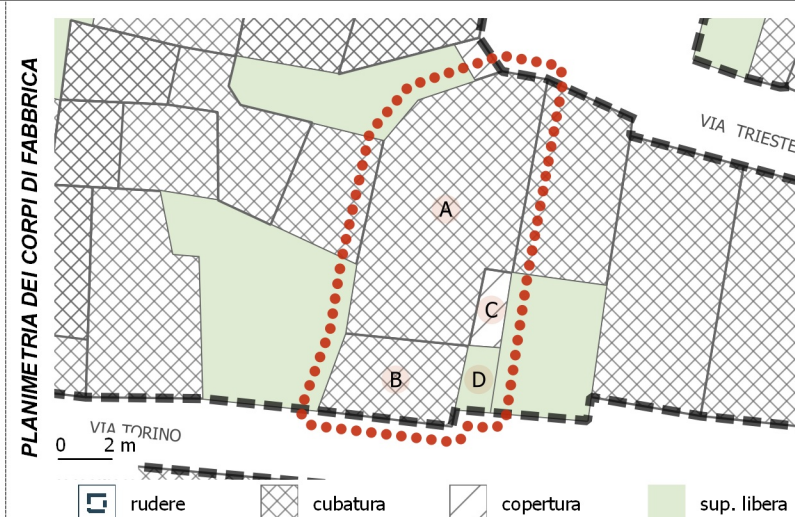 PLANIMETRIA DEI CORPI DI FABBRICA
VIA TRIESTE
A
C
B
D
VIA TORINO
0 2 m
rudere
cubatura
copertura
sup. libera